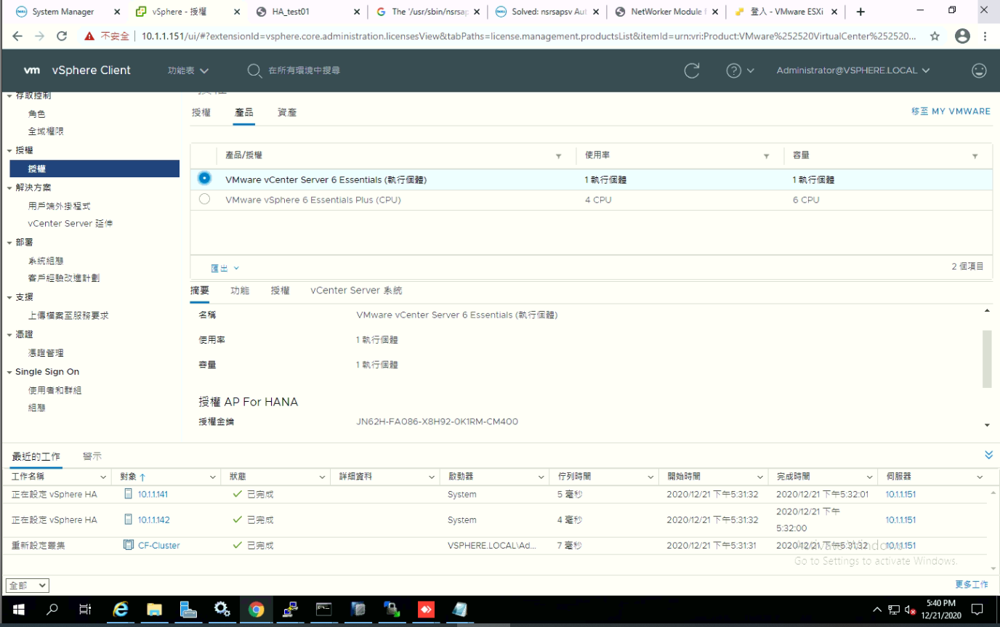 System Manager
vSphere - 授權
HA_test01
The '/usr/sbin/nsrsap
Solved: nsrsapsv Aut
NetWorker Module f
登入 - VMware ESXi
不安全
10.1.1.151/ui/#?extensionId=vsphere.core.administration.licensesView&tabPaths=license.management.productsList&itemId=urn:vri:Product:VMware%252520VirtualCenter%252520...
vm vSphere Client
功能表
在所有環境中搜尋
Administrator@VSPHERE.LOCAL
存取控制
角色
全域權限
授權
授權
解決方案
用戶端外掛程式
vCenter Server 延伸
部署
系統組態
客戶經驗改進計劃
支援
上傳檔案至服務要求
憑證
憑證管理
Single Sign On
使用者和群組
組態
授權
授權 產品 資產
移至 MY VMWARE
產品/授權 使用率 容量
VMware vCenter Server 6 Essentials (執行個體) 1 執行個體 1 執行個體
VMware vSphere 6 Essentials Plus (CPU) 4 CPU 6 CPU
匯出
2 個項目
摘要 功能 授權 vCenter Server 系統
名稱 VMware vCenter Server 6 Essentials (執行個體)
使用率 1 執行個體
容量 1 執行個體
授權 AP For HANA
授權金鑰 JN62H-FA086-X8H92-0K1RM-CM400
最近的工作 警示
工作名稱 對象 狀態 詳細資料 啟動器 佇列時間 開始時間 完成時間 伺服器
正在設定 vSphere HA 10.1.1.141 已完成 System 5 毫秒 2020/12/21 下午5:31:32 2020/12/21 下午5:32:01 10.1.1.151
正在設定 vSphere HA 10.1.1.142 已完成 System 4 毫秒 2020/12/21 下午5:31:32 2020/12/21 下午 5:32:00 10.1.1.151
重新設定叢集 CF-Cluster 已完成 VSPHERE.LOCAL\Ad... 7 毫秒 2020/12/21 下午5:31:31 2020/12/21 下午5:31:32 10.1.1.151
Activate Windows
Go to Settings to activate Windows.
全部
更多工作
5:40 PM
12/21/2020